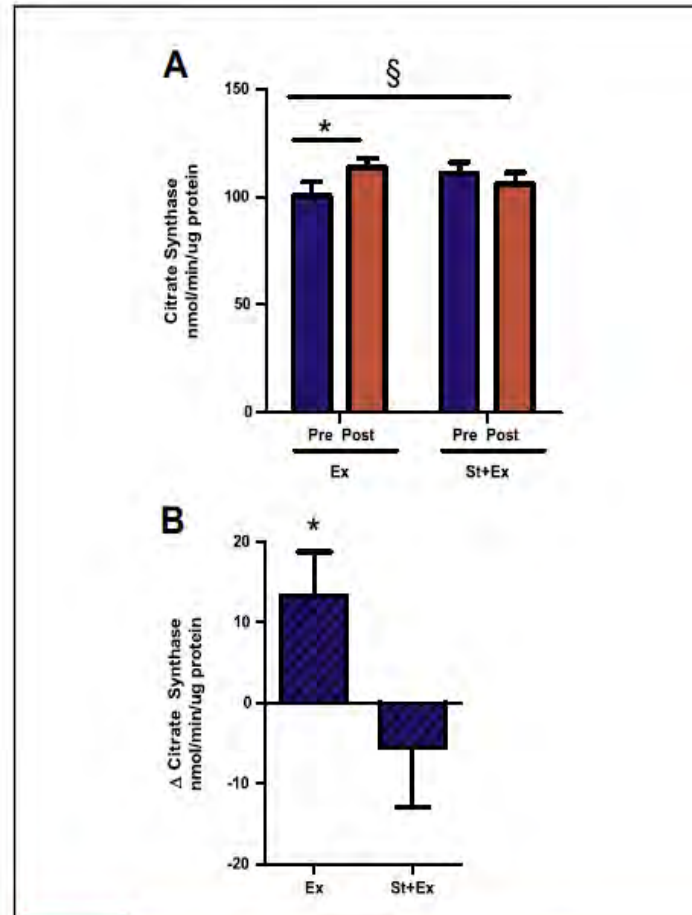 A
§
*
150
100
50
0
Citrate Synthase
nmol/min/ug protein
Pre Post
Pre Post
Ex
St+Ex
B
*
20
10
0
-10
-20
Δ Citrate Synthase
nmol/min/ug protein
Ex
St+Ex